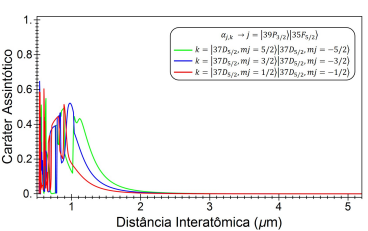 1.
0.8
0.6
0.4
0.2
0.
Caráter Assintótico
α_{j,k} → j = |39P_{3/2}⟩|35F_{5/2}⟩
k = |37D_{5/2}, mj = 5/2⟩|37D_{5/2}, mj = −5/2⟩
k = |37D_{5/2}, mj = 3/2⟩|37D_{5/2}, mj = −3/2⟩
k = |37D_{5/2}, mj = 1/2⟩|37D_{5/2}, mj = −1/2⟩
1 2 3 4 5
Distância Interatômica (μm)